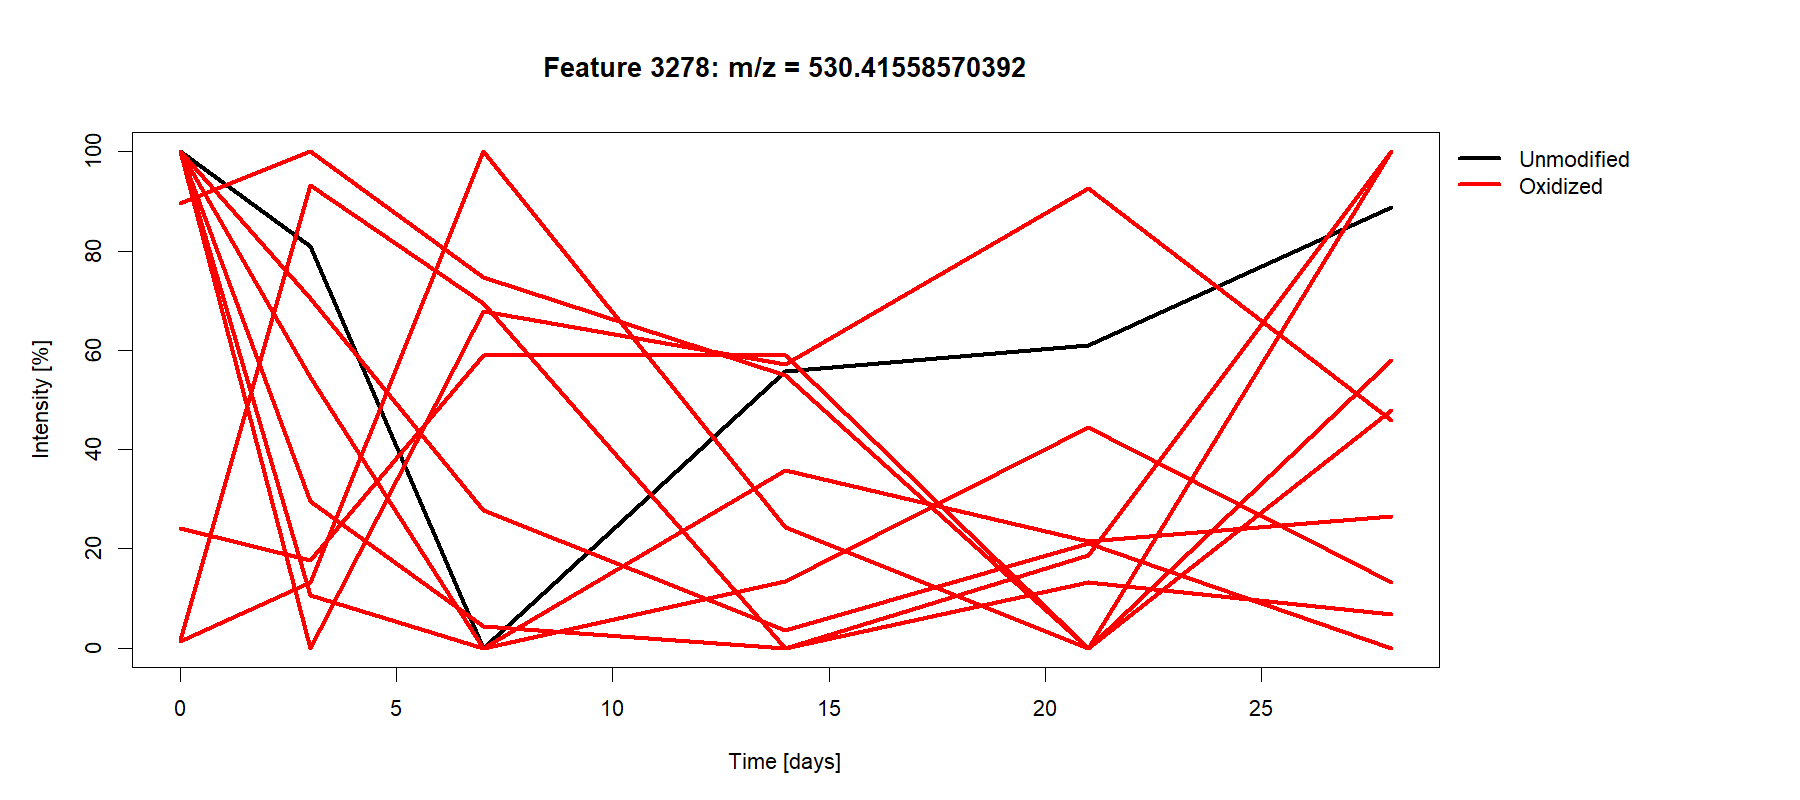 Feature 3278: m/z = 530.41558570392
Unmodified
Oxidized
Intensity [%]
100
80
60
40
20
0
0 5 10 15 20 25
Time [days]